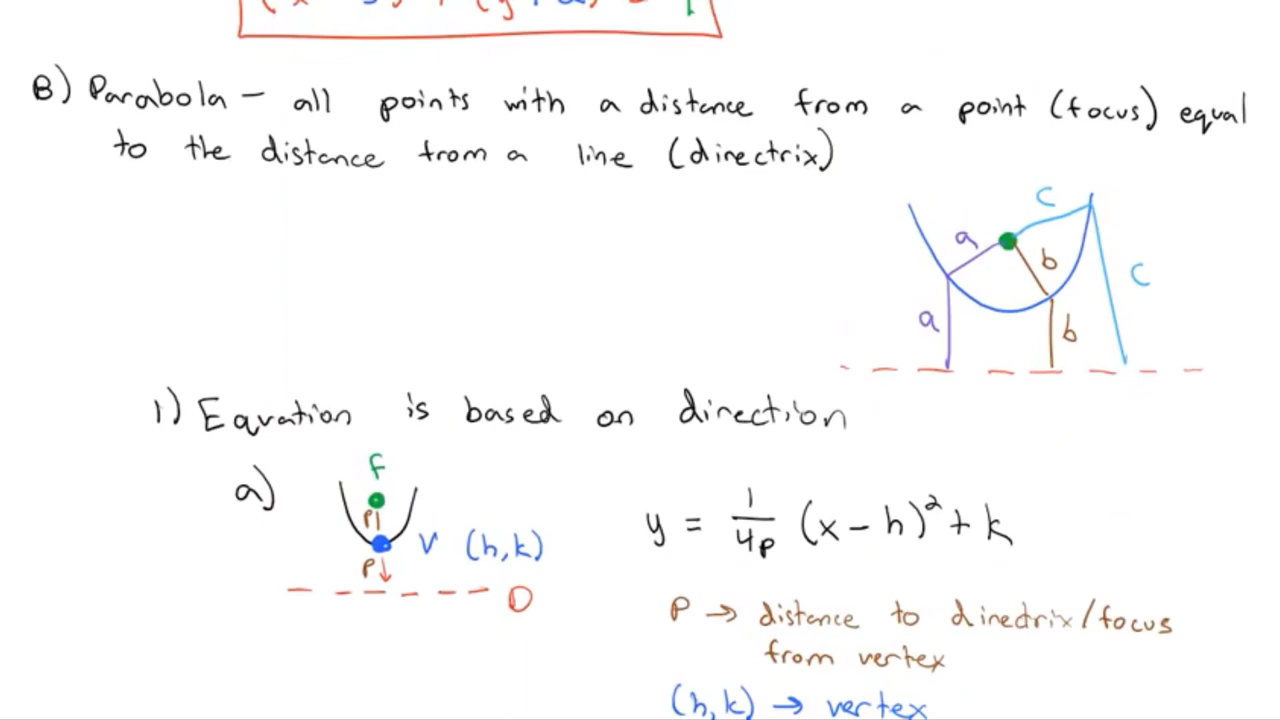 B) Parabola - all points with a distance from a point (focus) equal
to the distance from a line (directrix)
c
a
b
c
a
b
1) Equation is based on direction
a)
F
P
V (h,k)
P
D
y = 1/4p (x-h)² + k
P → distance to directrix/focus
from vertex
(h,k) → vertex